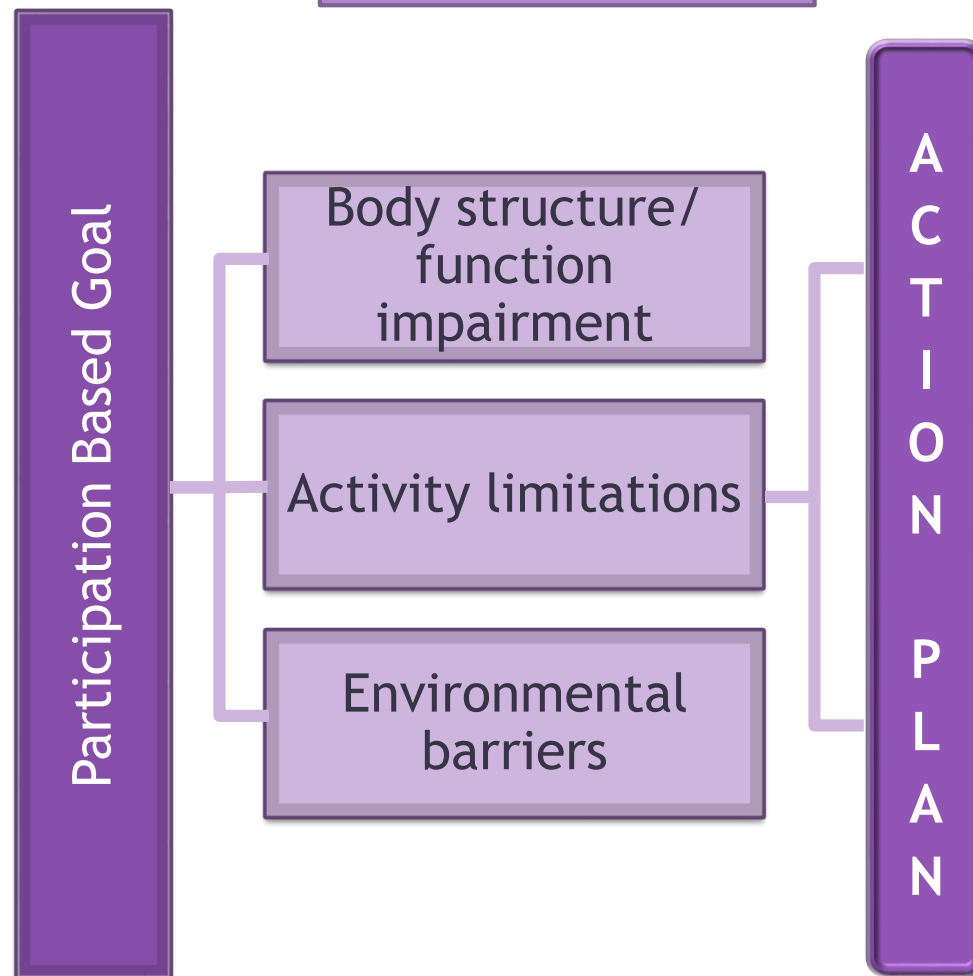 Participation Based Goal
Body structure/
function
impairment
Activity limitations
Environmental
barriers
A
C
T
I
O
N
P
L
A
N